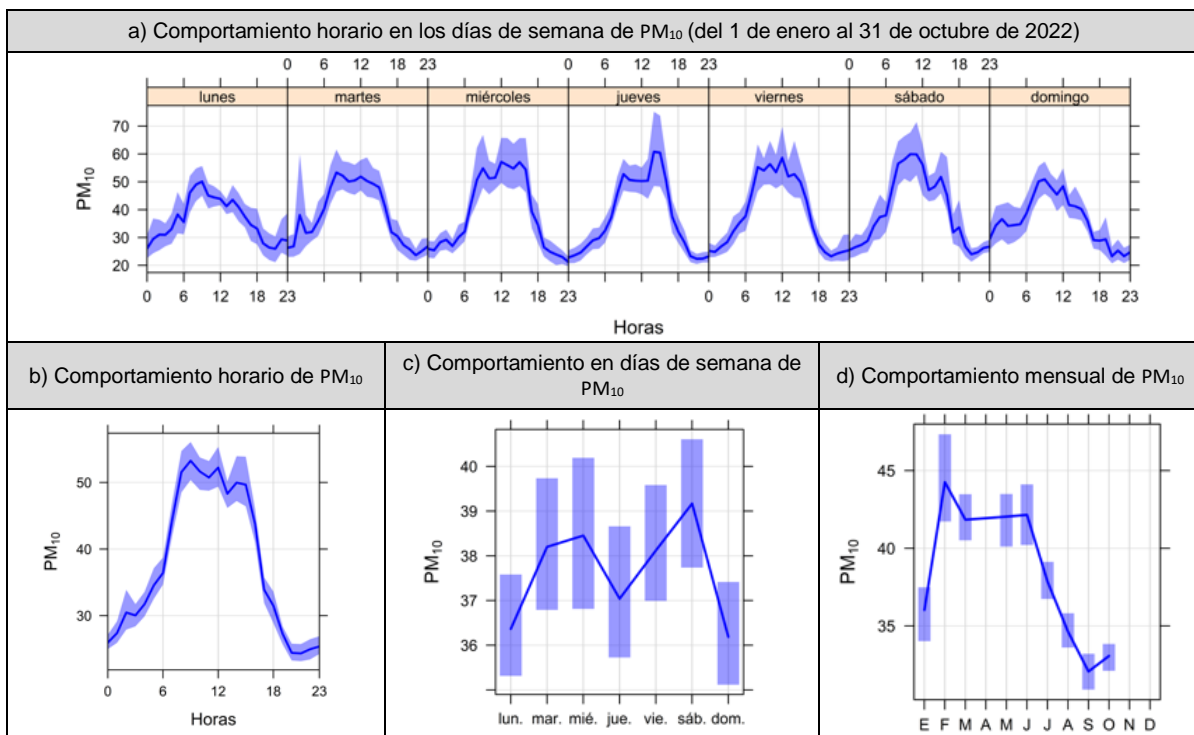 a) Comportamiento horario en los días de semana de PM₁₀ (del 1 de enero al 31 de octubre de 2022)
0 6 12 18 23 0 6 12 18 23 0 6 12 18 23
lunes martes miércoles jueves viernes sábado domingo
70
60
50
40
30
20
PM₁₀
0 6 12 18 0 6 12 18 23 0 6 12 18 23 0 6 12 18 23
Horas
b) Comportamiento horario de PM₁₀
c) Comportamiento en días de semana de
PM₁₀
d) Comportamiento mensual de PM₁₀
50
40
30
PM₁₀
0 6 12 18 23
Horas
40
39
38
37
36
PM₁₀
lun. mar. mié. jue. vie. sáb. dom.
45
40
35
PM₁₀
E F M A M J J A S O N D